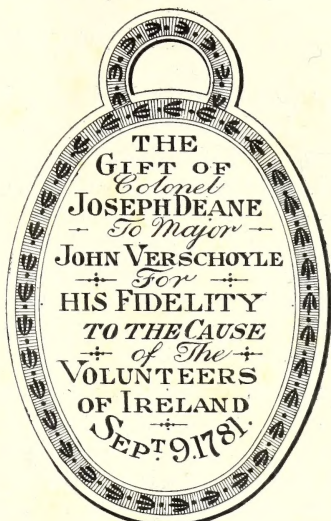 THE
GIFT OF
Colonel
JOSEPH DEANE
To Major
JOHN VERSCHOYLE
For
HIS FIDELITY
TO THE CAUSE
of The
VOLUNTEERS
OF IRELAND
SEPT. 9. 1781.